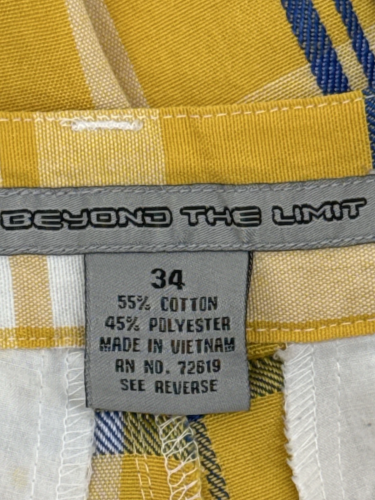 BEYOND THE LIMIT
34
55% COTTON
45% POLYESTER
MADE IN VIETNAM
RN NO. 72619
SEE REVERSE